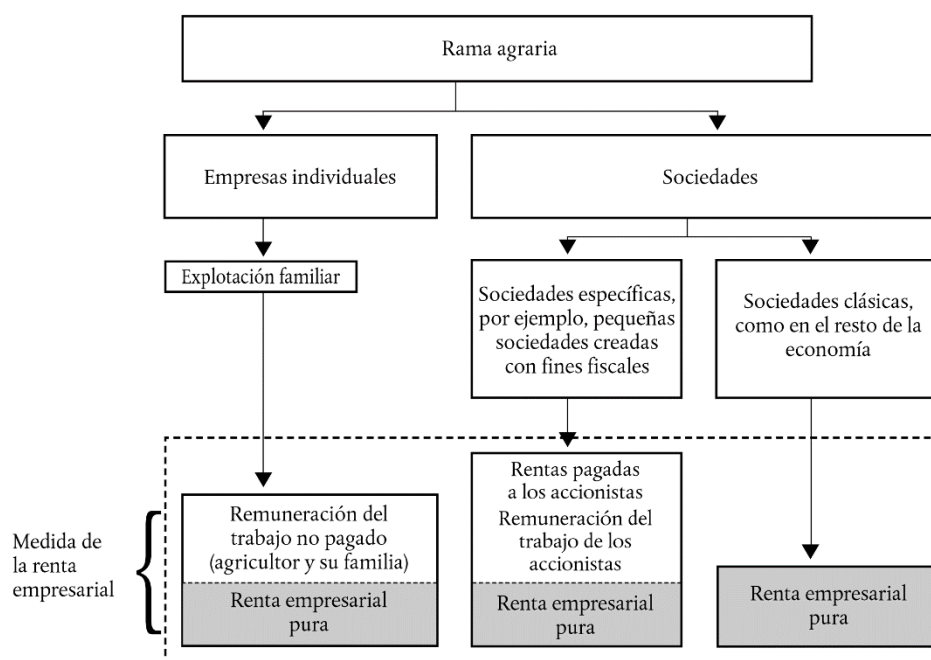 Rama agraria
Empresas individuales
Sociedades
Explotación familiar
Sociedades específicas,
por ejemplo, pequeñas
sociedades creadas
con fines fiscales
Sociedades clásicas,
como en el resto de la
economía
Medida de
la renta
empresarial
Remuneración del
trabajo no pagado
(agricultor y su familia)
Renta empresarial
pura
Rentas pagadas
a los accionistas
Remuneración del
trabajo de los
accionistas
Renta empresarial
pura
Renta empresarial
pura